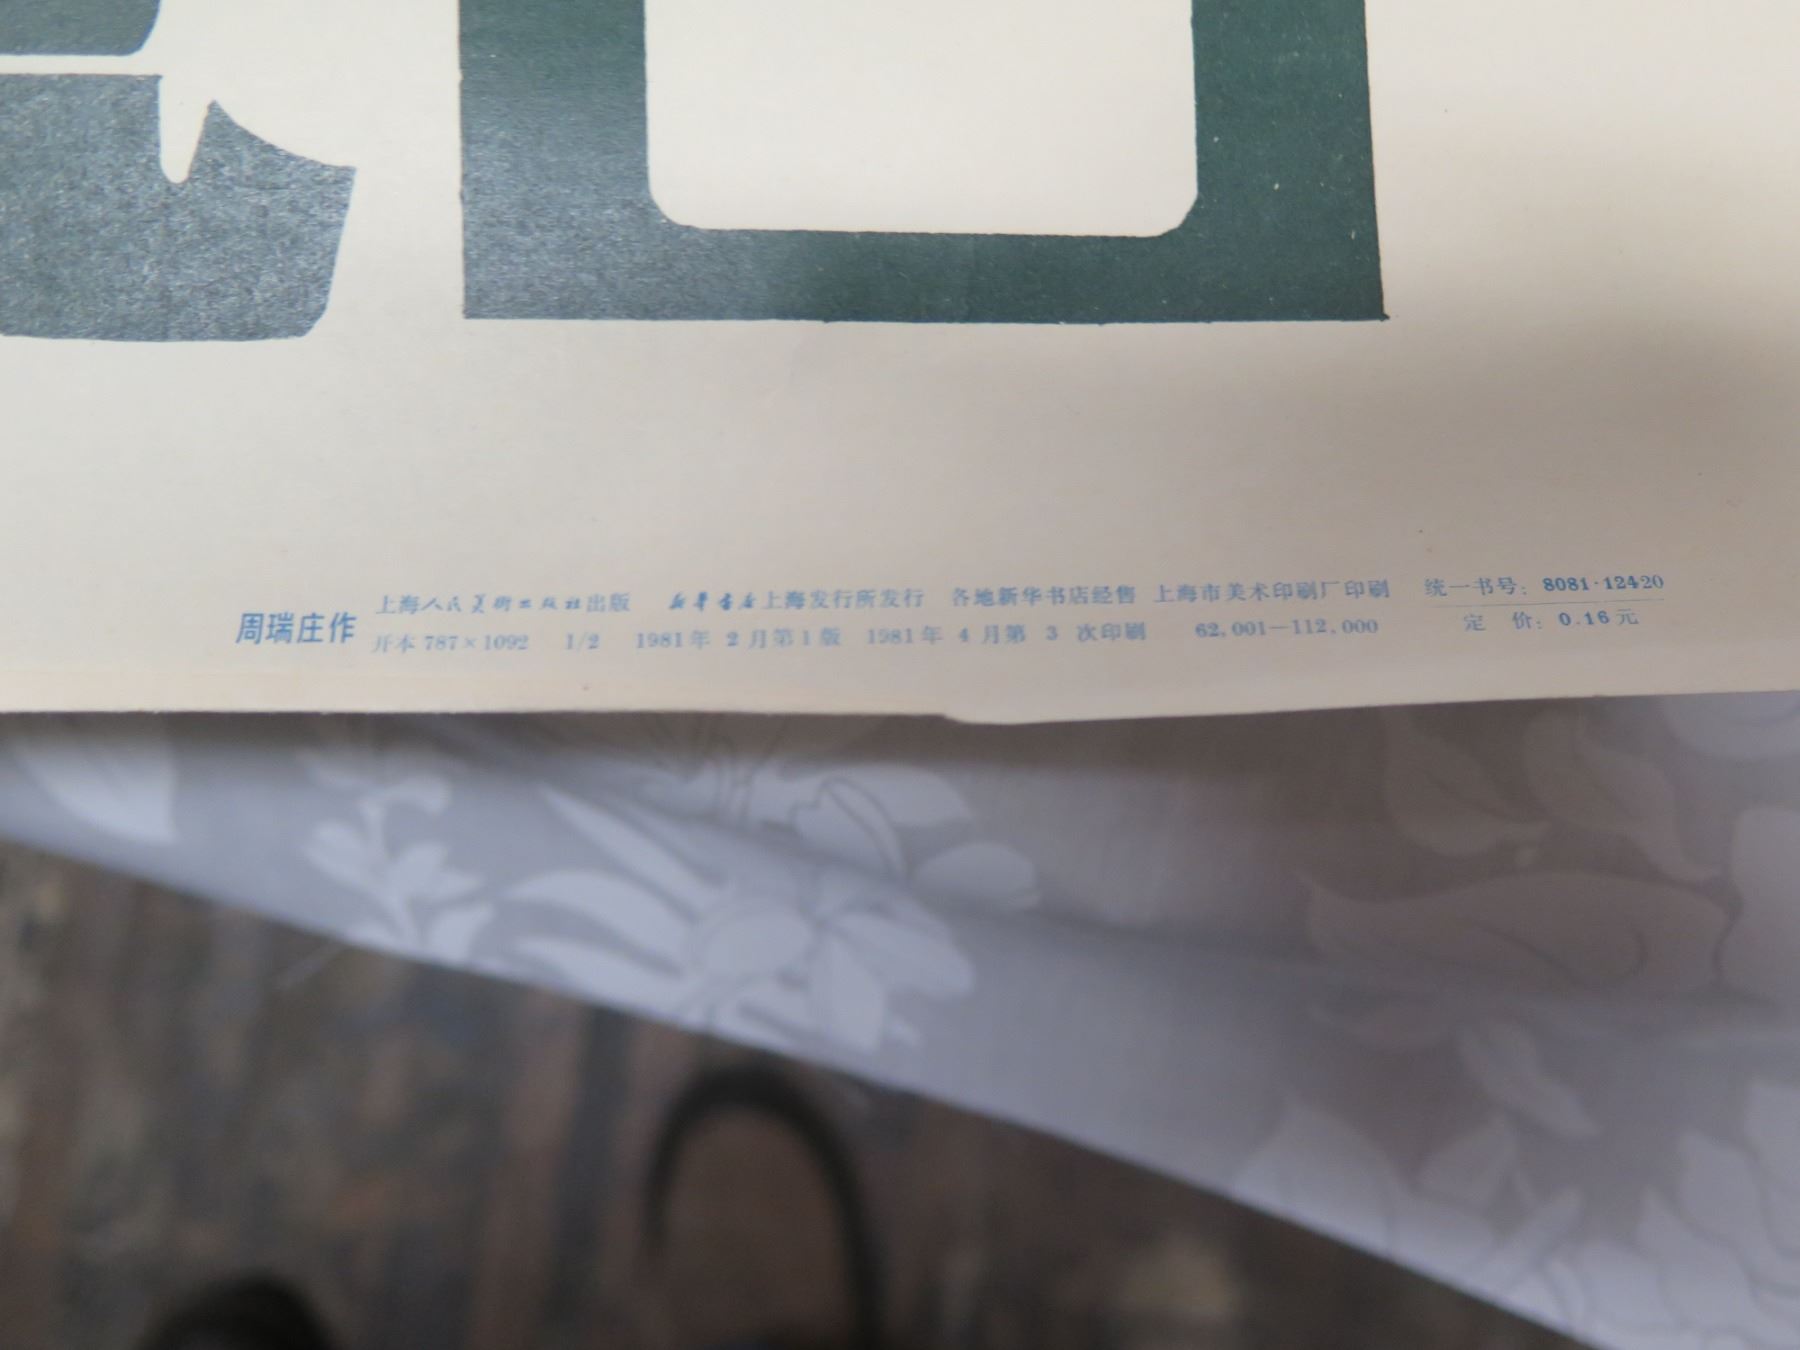 周瑞庄作
上海人民美術出版社出版 新華書店上海发行所发行 各地新华书店经售 上海市美术印刷厂印刷 统一书号：8081·12420
开本 787×1092 1/2 1981年 2 月第 1 版 1981年 4 月第 3 次印刷 62,001—112,000 定 价：0.16 元